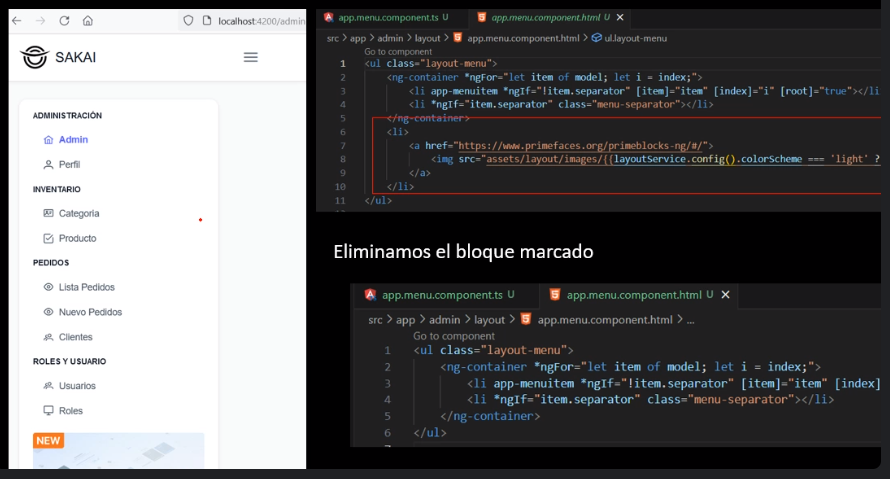 localhost:4200/admin
SAKAI
ADMINISTRACIÓN
Admin
Perfil
INVENTARIO
Categoria
Producto
PEDIDOS
Lista Pedidos
Nuevo Pedidos
Clientes
ROLES Y USUARIO
Usuarios
Roles
NEW
app.menu.component.ts U
app.menu.component.html U
src > app > admin > layout > app.menu.component.html > ul.layout-menu
Go to component
1 <ul class="layout-menu">
2 <ng-container *ngFor="let item of model; let i = index;">
3 <li app-menuitem *ngIf="!item.separator" [item]="item" [index]="i" [root]="true"></li
4 <li *ngIf="item.separator" class="menu-separator"></li>
5 </ng-container>
6 <li>
7 <a href="https://www.primefaces.org/primeblocks-ng/#/">
8 <img src="assets/layout/images/{{layoutService.config().colorScheme === 'light' ?
9 </a>
10 </li>
11 </ul>
Eliminamos el bloque marcado
app.menu.component.ts U
app.menu.component.html U
src > app > admin > layout > app.menu.component.html > ...
Go to component
1 <ul class="layout-menu">
2 <ng-container *ngFor="let item of model; let i = index;">
3 <li app-menuitem *ngIf="!item.separator" [item]="item" [index]
4 <li *ngIf="item.separator" class="menu-separator"></li>
5 </ng-container>
6 </ul>